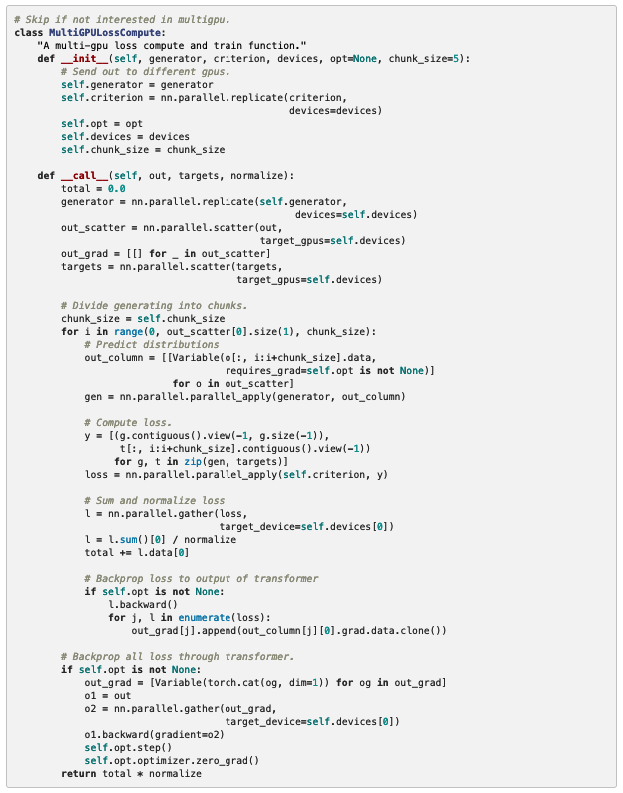 # Skip if not interested in multigpu.
class MultiGPULossCompute:
    "A multi-gpu loss compute and train function."
    def __init__(self, generator, criterion, devices, opt=None, chunk_size=5):
        # Send out to different gpus.
        self.generator = generator
        self.criterion = nn.parallel.replicate(criterion,
                                               devices=devices)
        self.opt = opt
        self.devices = devices
        self.chunk_size = chunk_size

    def __call__(self, out, targets, normalize):
        total = 0.0
        generator = nn.parallel.replicate(self.generator,
                                                devices=self.devices)
        out_scatter = nn.parallel.scatter(out,
                                          target_gpus=self.devices)
        out_grad = [[] for _ in out_scatter]
        targets = nn.parallel.scatter(targets,
                                      target_gpus=self.devices)

        # Divide generating into chunks.
        chunk_size = self.chunk_size
        for i in range(0, out_scatter[0].size(1), chunk_size):
            # Predict distributions
            out_column = [[Variable(o[:, i:i+chunk_size].data,
                                    requires_grad=self.opt is not None)]
                           for o in out_scatter]
            gen = nn.parallel.parallel_apply(generator, out_column)

            # Compute loss.
            y = [(g.contiguous().view(-1, g.size(-1)),
                  t[:, i:i+chunk_size].contiguous().view(-1))
                 for g, t in zip(gen, targets)]
            loss = nn.parallel.parallel_apply(self.criterion, y)

            # Sum and normalize loss
            l = nn.parallel.gather(loss,
                                   target_device=self.devices[0])
            l = l.sum()[0] / normalize
            total += l.data[0]

            # Backprop loss to output of transformer
            if self.opt is not None:
                l.backward()
                for j, l in enumerate(loss):
                    out_grad[j].append(out_column[j][0].grad.data.clone())

        # Backprop all loss through transformer.
        if self.opt is not None:
            out_grad = [Variable(torch.cat(og, dim=1)) for og in out_grad]
            o1 = out
            o2 = nn.parallel.gather(out_grad,
                                    target_device=self.devices[0])
            o1.backward(gradient=o2)
            self.opt.step()
            self.opt.optimizer.zero_grad()
        return total * normalize